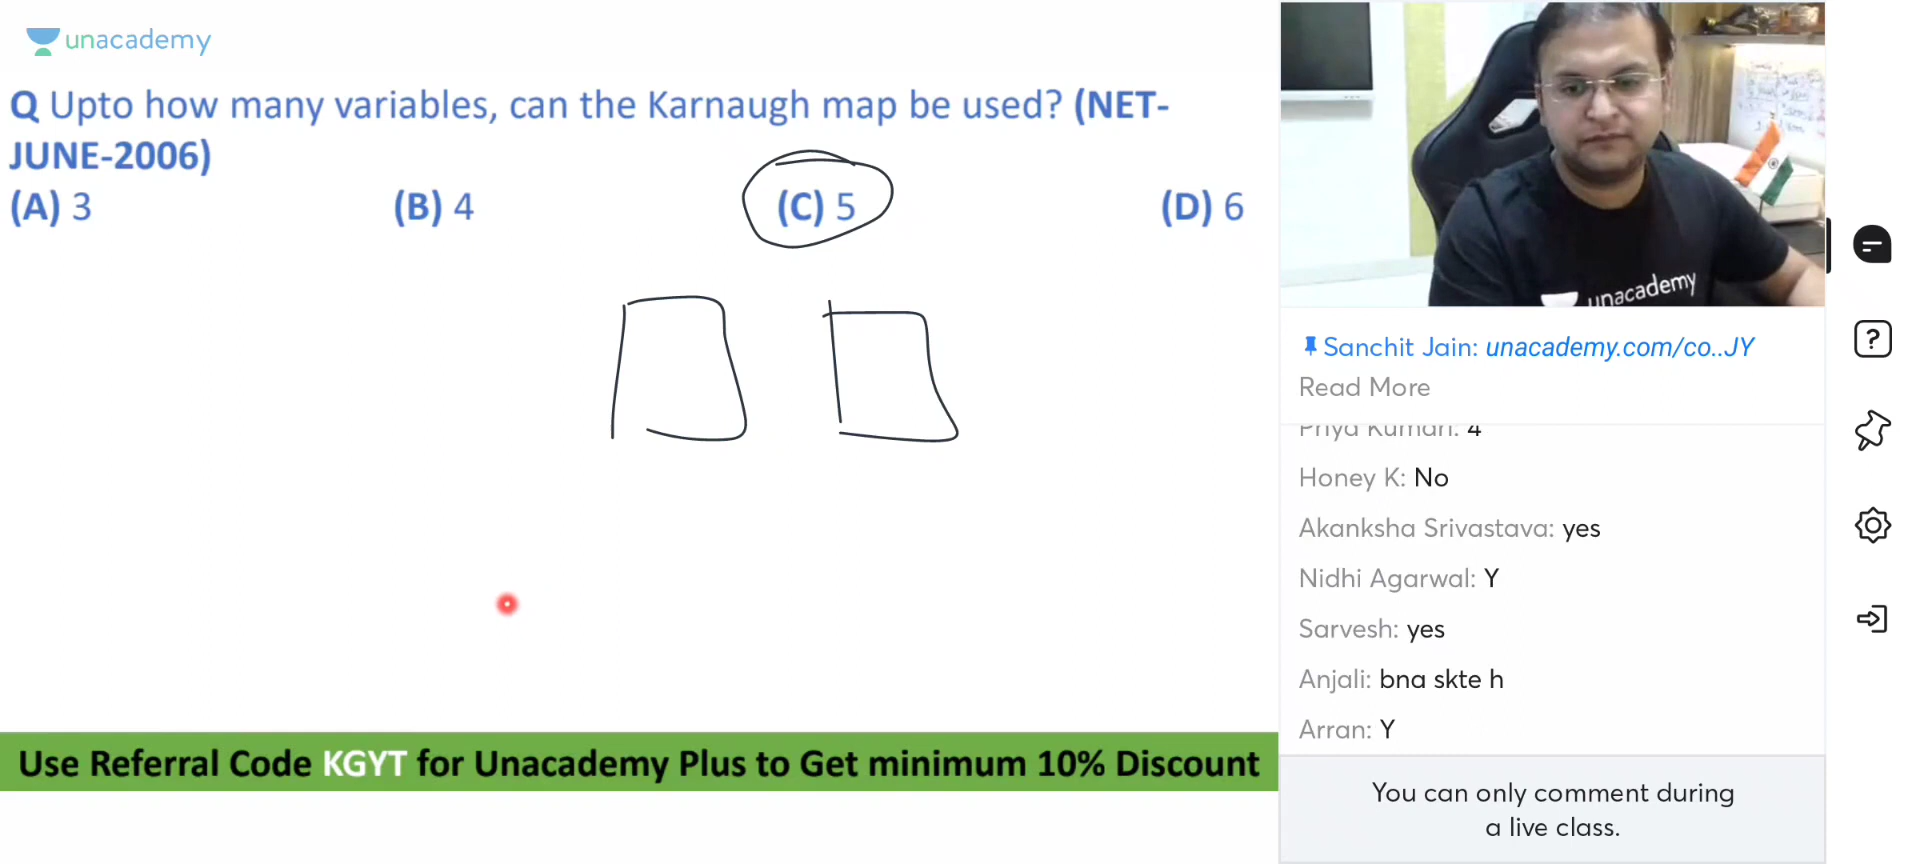 unacademy
Q Upto how many variables, can the Karnaugh map be used? (NET-
JUNE-2006)
(A) 3 (B) 4 (C) 5 (D) 6
unacademy
Sanchit Jain: unacademy.com/co..JY
Read More
Priya Kumari: 4
Honey K: No
Akanksha Srivastava: yes
Nidhi Agarwal: Y
Sarvesh: yes
Anjali: bna skte h
Arran: Y
Use Referral Code KGYT for Unacademy Plus to Get minimum 10% Discount
You can only comment during
a live class.